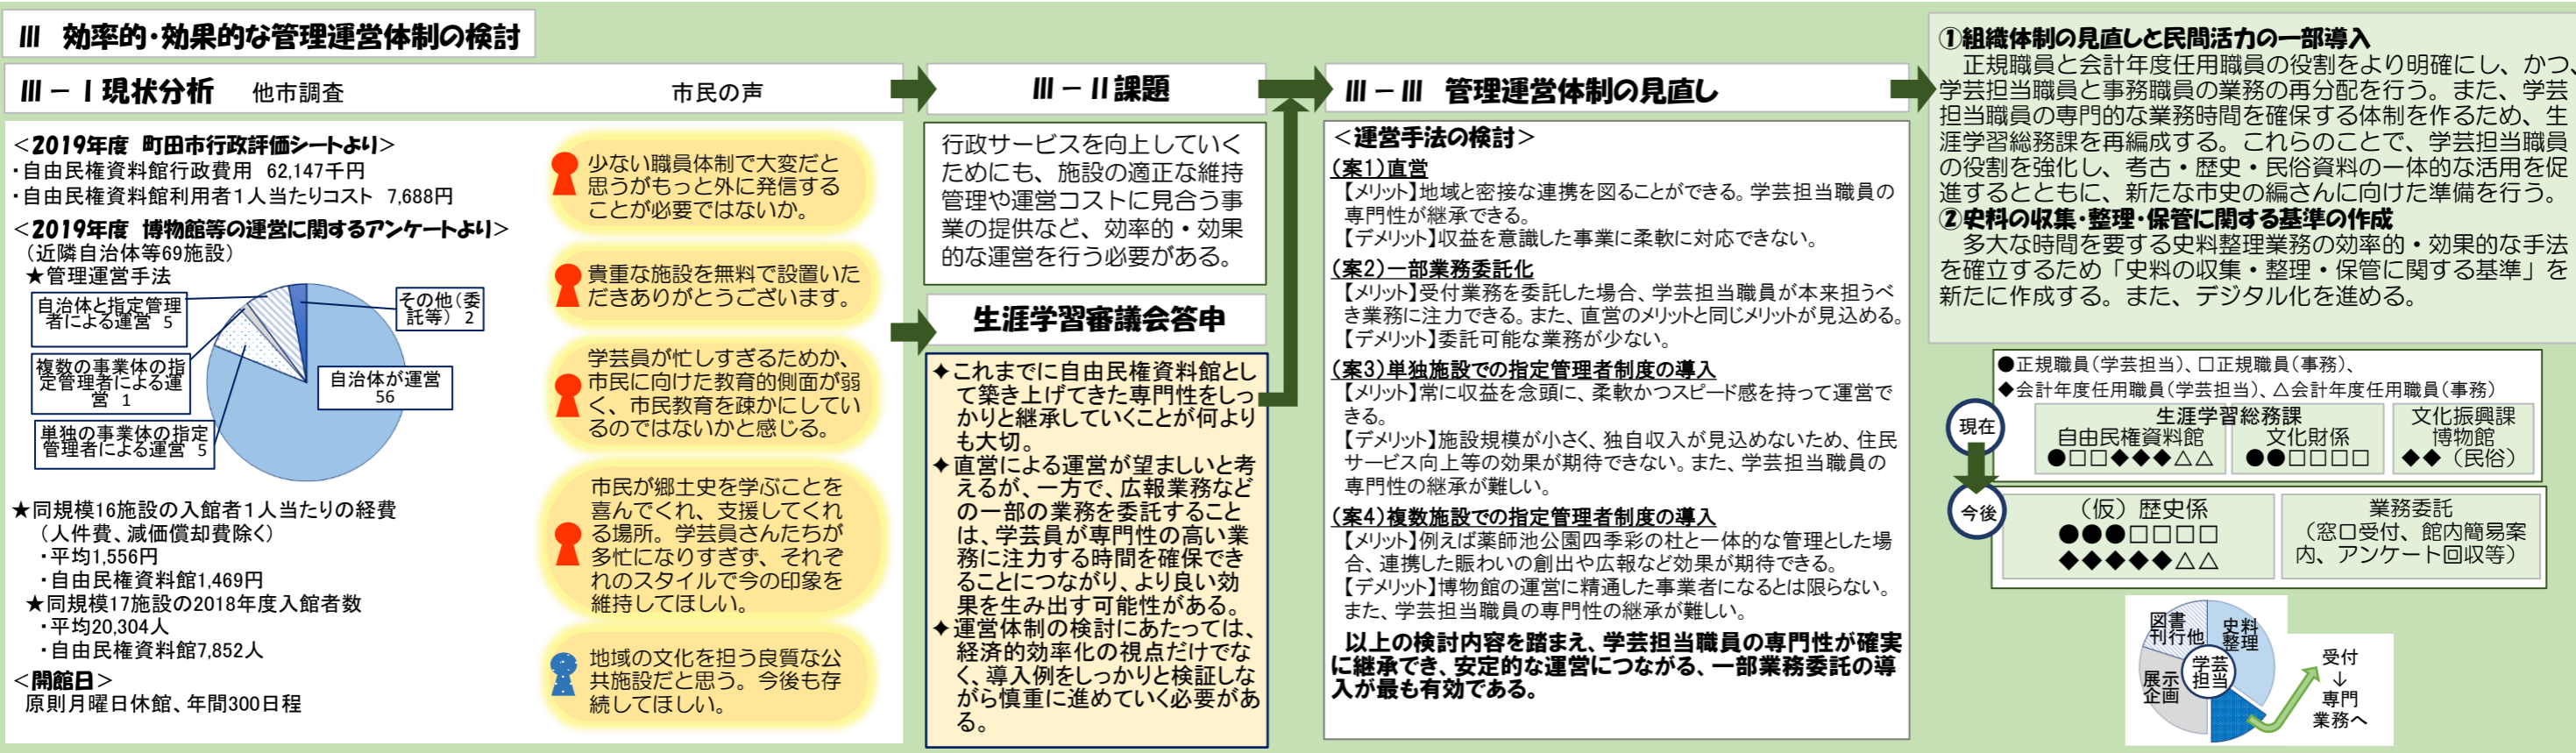 Ⅲ 効率的・効果的な管理運営体制の検討
Ⅲ－Ⅰ現状分析 他市調査 市民の声
＜2019年度 町田市行政評価シートより＞
・自由民権資料館行政費用 62,147千円
・自由民権資料館利用者1人当たりコスト 7,688円
＜2019年度 博物館等の運営に関するアンケートより＞
（近隣自治体等69施設）
★管理運営手法
自治体と指定管理
者による運営 5
その他（委
託等） 2
複数の事業体の指
定管理者による運
営 1
自治体が運営
56
単独の事業体の指定
管理者による運営 5
★同規模16施設の入館者1人当たりの経費
（人件費、減価償却費除く）
・平均1,556円
・自由民権資料館1,469円
★同規模17施設の2018年度入館者数
・平均20,304人
・自由民権資料館7,852人
＜開館日＞
原則月曜日休館、年間300日程
少ない職員体制で大変だと
思うがもっと外に発信する
ことが必要ではないか。
貴重な施設を無料で設置いた
だきありがとうございます。
学芸員が忙しすぎるためか、
市民に向けた教育的側面が弱
く、市民教育を疎かにしてい
るのではないかと感じる。
市民が郷土史を学ぶことを
喜んでくれ、支援してくれ
る場所。学芸員さんたちが
多忙になりすぎず、それぞ
れのスタイルで今の印象を
維持してほしい。
地域の文化を担う良質な公
共施設だと思う。今後も存
続してほしい。
Ⅲ－Ⅱ課題
行政サービスを向上していく
ためにも、施設の適正な維持
管理や運営コストに見合う事
業の提供など、効率的・効果
的な運営を行う必要がある。
生涯学習審議会答申
✦これまでに自由民権資料館とし
て築き上げてきた専門性をしっ
かりと継承していくことが何より
も大切。
✦直営による運営が望ましいと考
えるが、一方で、広報業務など
の一部の業務を委託すること
は、学芸員が専門性の高い業
務に注力する時間を確保でき
ることにつながり、より良い効
果を生み出す可能性がある。
✦運営体制の検討にあたっては、
経済的効率化の視点だけでな
く、導入例をしっかりと検証しな
がら慎重に進めていく必要があ
る。
Ⅲ－Ⅲ 管理運営体制の見直し
＜運営手法の検討＞
（案1）直営
【メリット】地域と密接な連携を図ることができる。学芸担当職員の
専門性が継承できる。
【デメリット】収益を意識した事業に柔軟に対応できない。
（案2）一部業務委託化
【メリット】受付業務を委託した場合、学芸担当職員が本来担うべ
き業務に注力できる。また、直営のメリットと同じメリットが見込める。
【デメリット】委託可能な業務が少ない。
（案3）単独施設での指定管理者制度の導入
【メリット】常に収益を念頭に、柔軟かつスピード感を持って運営で
きる。
【デメリット】施設規模が小さく、独自収入が見込めないため、住民
サービス向上等の効果が期待できない。また、学芸担当職員の
専門性の継承が難しい。
（案4）複数施設での指定管理者制度の導入
【メリット】例えば薬師池公園四季彩の杜と一体的な管理とした場
合、連携した賑わいの創出や広報など効果が期待できる。
【デメリット】博物館の運営に精通した事業者になるとは限らない。
また、学芸担当職員の専門性の継承が難しい。
以上の検討内容を踏まえ、学芸担当職員の専門性が確実
に継承でき、安定的な運営につながる、一部業務委託の導
入が最も有効である。
①組織体制の見直しと民間活力の一部導入
正規職員と会計年度任用職員の役割をより明確にし、かつ、
学芸担当職員と事務職員の業務の再分配を行う。また、学芸
担当職員の専門的な業務時間を確保する体制を作るため、生
涯学習総務課を再編成する。これらのことで、学芸担当職員
の役割を強化し、考古・歴史・民俗資料の一体的な活用を促
進するとともに、新たな市史の編さんに向けた準備を行う。
②史料の収集・整理・保管に関する基準の作成
多大な時間を要する史料整理業務の効率的・効果的な手法
を確立するため「史料の収集・整理・保管に関する基準」を
新たに作成する。また、デジタル化を進める。
●正規職員（学芸担当）、□正規職員（事務）、
◆会計年度任用職員（学芸担当）、△会計年度任用職員（事務）
現在
生涯学習総務課
自由民権資料館
●□□◆◆◆△△
文化財係
●●□□□□
文化振興課
博物館
◆◆（民俗）
今後
（仮）歴史係
●●●□□□□
◆◆◆◆◆△△
業務委託
（窓口受付、館内簡易案
内、アンケート回収等）
図書
刊行他
史料
整理
学芸
担当
展示
企画
受付
↓
専門
業務へ